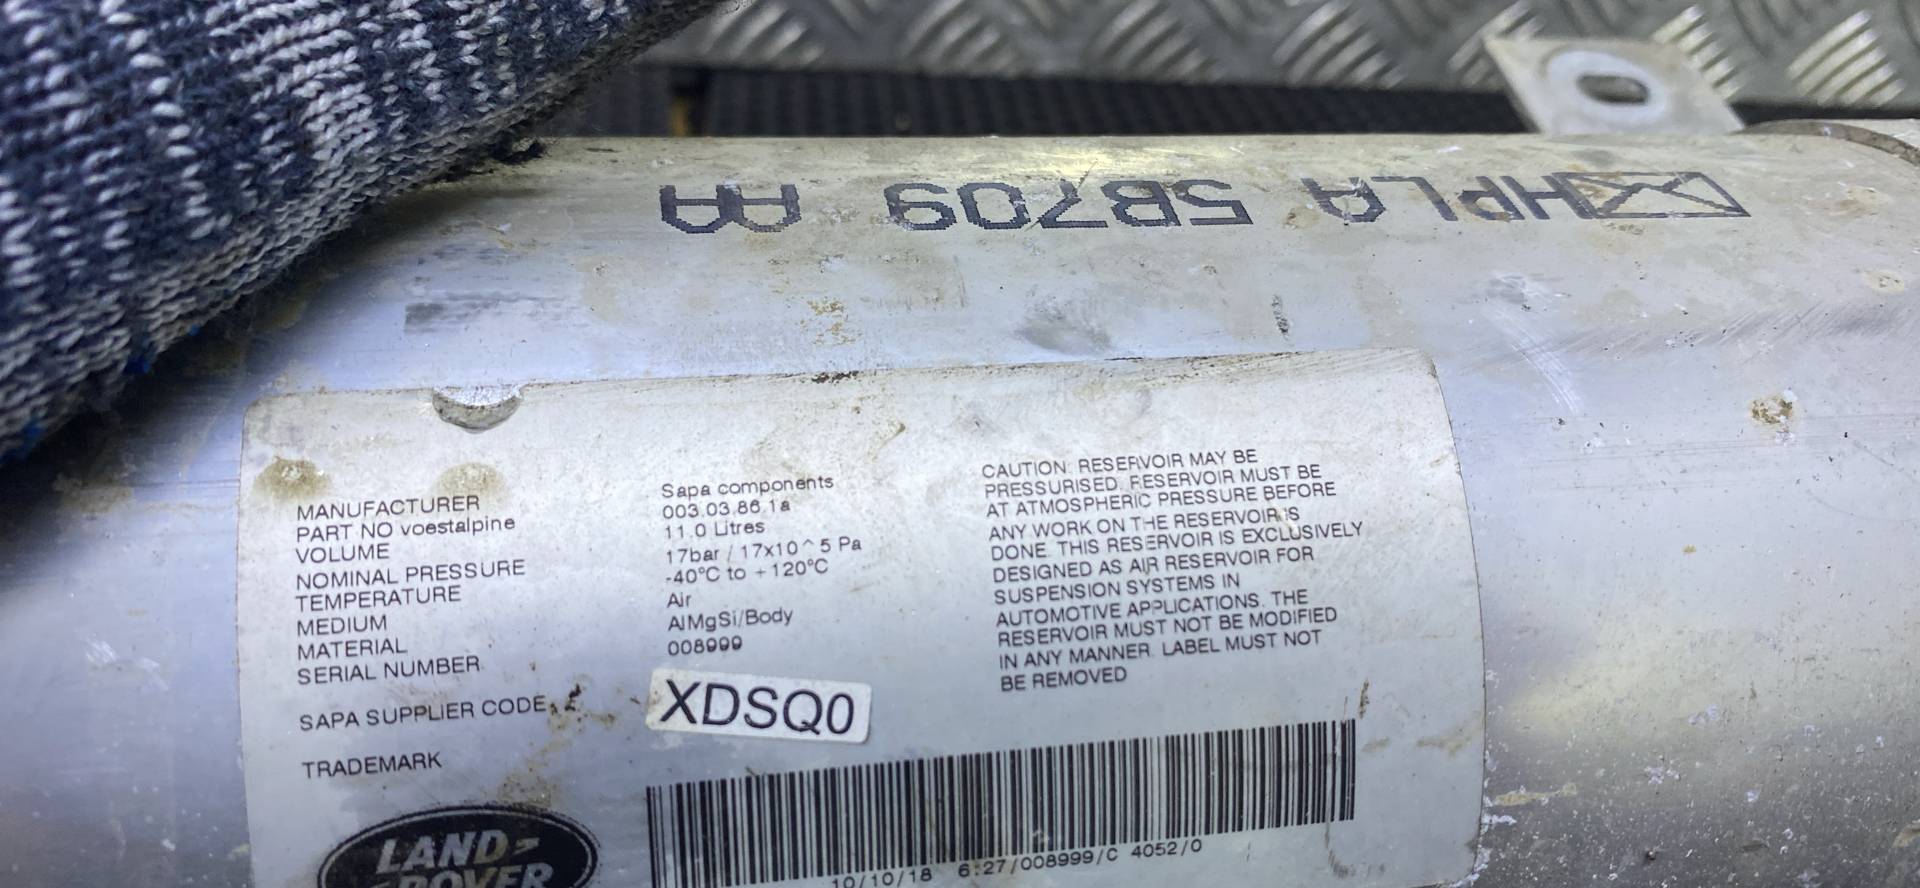 HPLA 5B709 AA
MANUFACTURER Sapa components
PART NO voestalpine 003.03.86.1a
VOLUME 11.0 Litres
NOMINAL PRESSURE 17bar / 17x10^5 Pa
TEMPERATURE -40°C to +120°C
MEDIUM Air
MATERIAL AlMgSi/Body
SERIAL NUMBER 008999
SAPA SUPPLIER CODE
XDSQ0
TRADEMARK
LAND-
ROVER
CAUTION: RESERVOIR MAY BE
PRESSURISED. RESERVOIR MUST BE
AT ATMOSPHERIC PRESSURE BEFORE
ANY WORK ON THE RESERVOIR IS
DONE. THIS RESERVOIR IS EXCLUSIVELY
DESIGNED AS AIR RESERVOIR FOR
SUSPENSION SYSTEMS IN
AUTOMOTIVE APPLICATIONS. THE
RESERVOIR MUST NOT BE MODIFIED
IN ANY MANNER. LABEL MUST NOT
BE REMOVED
10/10/18 6:27/008999/C 4052/0